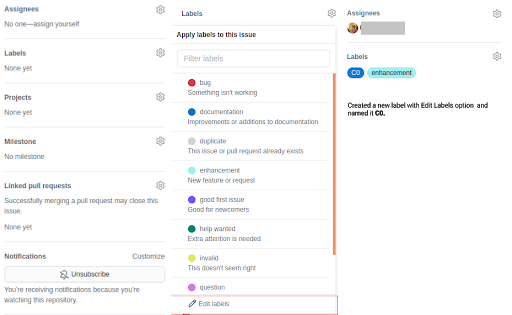 Assignees
No one—assign yourself
Labels
None yet
Projects
None yet
Milestone
No milestone
Linked pull requests
Successfully merging a pull request may close this
issue.
None yet
Notifications
Customize
Unsubscribe
You're receiving notifications because you're
watching this repository.
Labels
Apply labels to this issue
Filter labels
bug
Something isn't working
documentation
Improvements or additions to documentation
duplicate
This issue or pull request already exists
enhancement
New feature or request
good first issue
Good for newcomers
help wanted
Extra attention is needed
invalid
This doesn't seem right
question
Edit labels
Assignees
Labels
C0 enhancement
Created a new label with Edit Labels option and
named it C0.